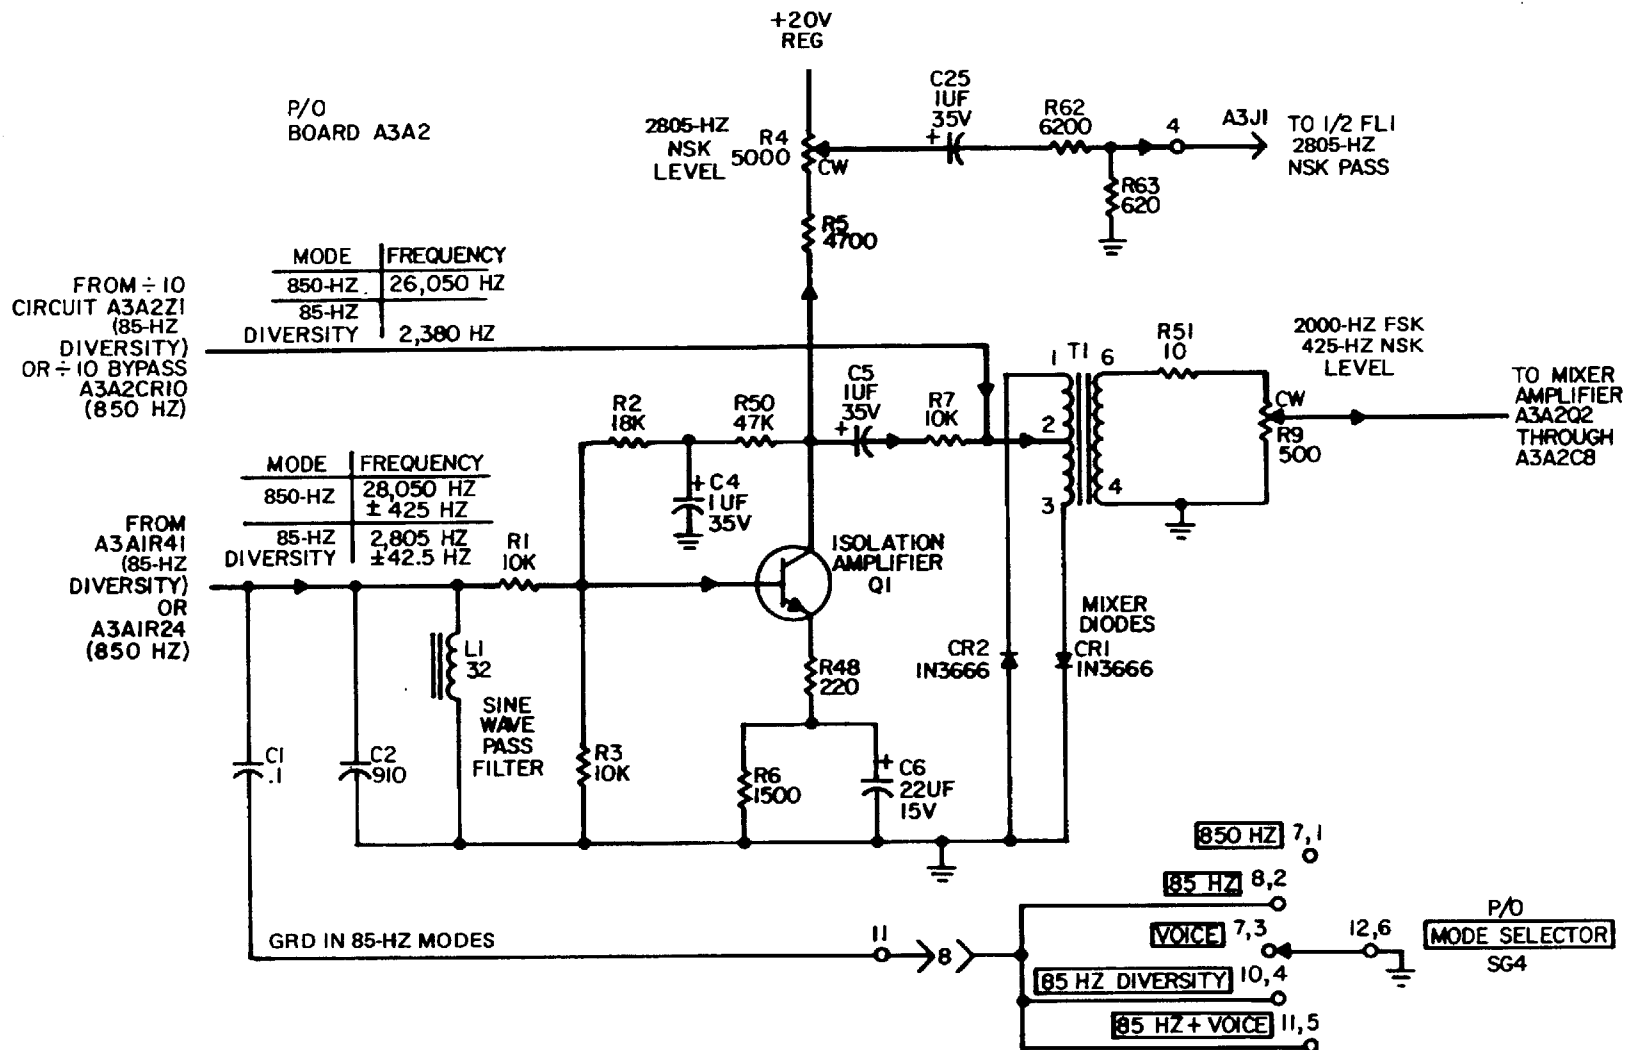 +20V
REG
P/O
BOARD A3A2
2805-HZ
NSK
LEVEL
R4
5000
CW
C25
1UF
35V
+
R62
6200
4
A3J1
TO 1/2 FL1
2805-HZ
NSK PASS
R63
620
R5
4700
MODE FREQUENCY
850-HZ 26,050 HZ
85-HZ
DIVERSITY 2,380 HZ
FROM ÷ 10
CIRCUIT A3A2Z1
(85-HZ
DIVERSITY)
OR ÷ 10 BYPASS
A3A2CR10
(850 HZ)
R2
18K
R50
47K
C5
1UF
35V
+
R7
10K
1 T1 6
2
3
4
R51
10
2000-HZ FSK
425-HZ NSK
LEVEL
CW
R9
500
TO MIXER
AMPLIFIER
A3A2Q2
THROUGH
A3A2C8
MODE FREQUENCY
850-HZ 28,050 HZ
± 425 HZ
85-HZ 2,805 HZ
DIVERSITY ±42.5 HZ
FROM
A3A1R41
(85-HZ
DIVERSITY)
OR
A3A1R24
(850 HZ)
R1
10K
+ C4
1UF
35V
ISOLATION
AMPLIFIER
Q1
MIXER
DIODES
CR2
1N3666
CR1
1N3666
L1
32
SINE
WAVE
PASS
FILTER
R48
220
C1
.1
C2
910
R3
10K
R6
1500
+ C6
22UF
15V
850 HZ 7,1
85 HZ 8,2
VOICE 7,3
12,6
P/O
MODE SELECTOR
SG4
GRD IN 85-HZ MODES
11
8
85 HZ DIVERSITY 10,4
85 HZ + VOICE 11,5